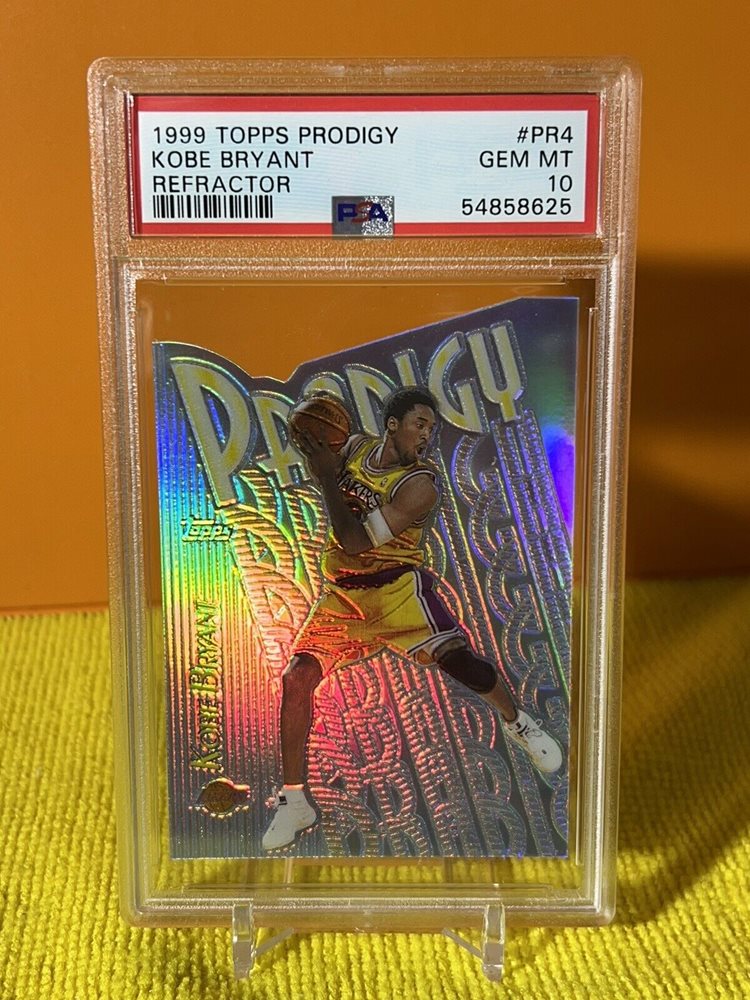 1999 TOPPS PRODIGY #PR4
KOBE BRYANT GEM MT
REFRACTOR 10
PSA 54858625
PRODIGY
Topps
LAKERS
KOBE BRYANT